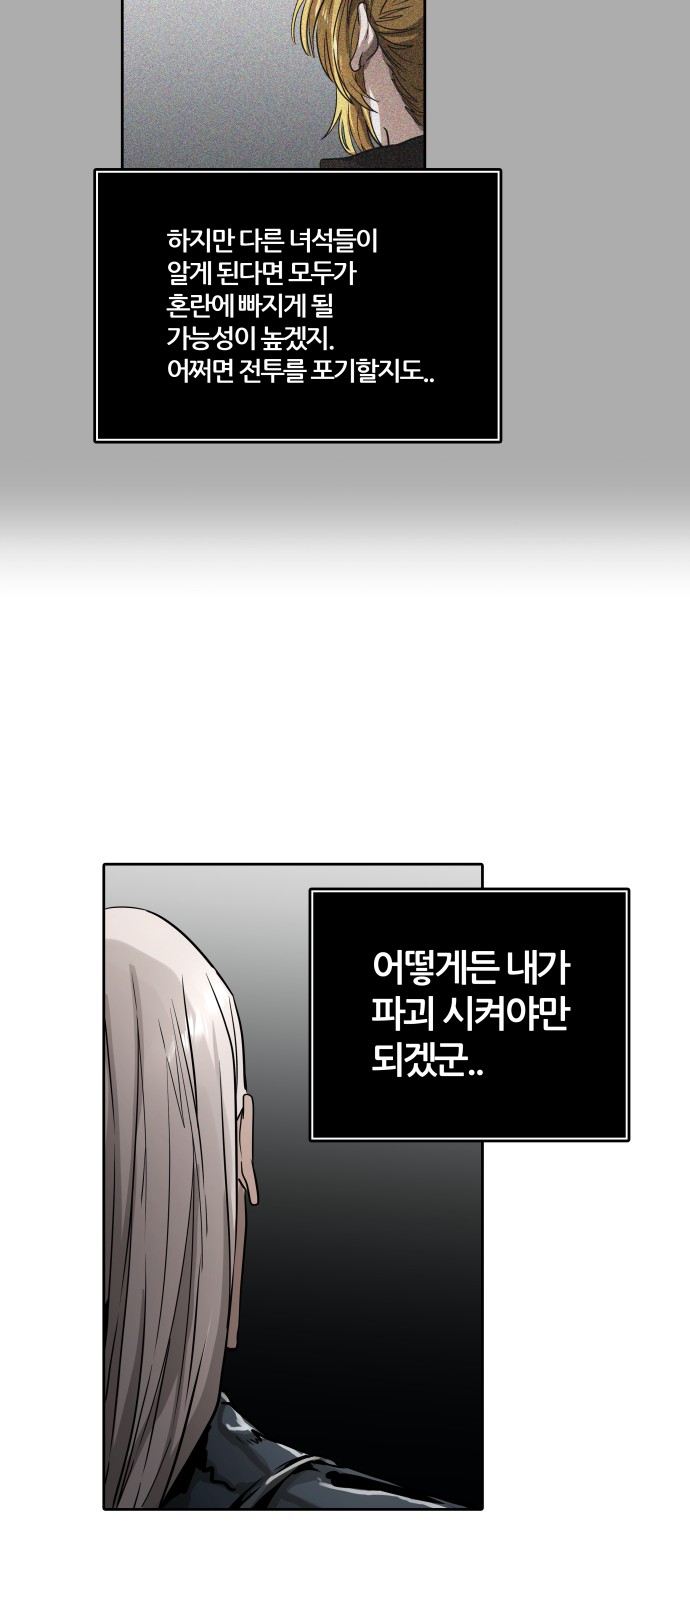 하지만 다른 녀석들이
알게 된다면 모두가
혼란에 빠지게 될
가능성이 높겠지.
어쩌면 전투를 포기할지도..
어떻게든 내가
파괴 시켜야만
되겠군..